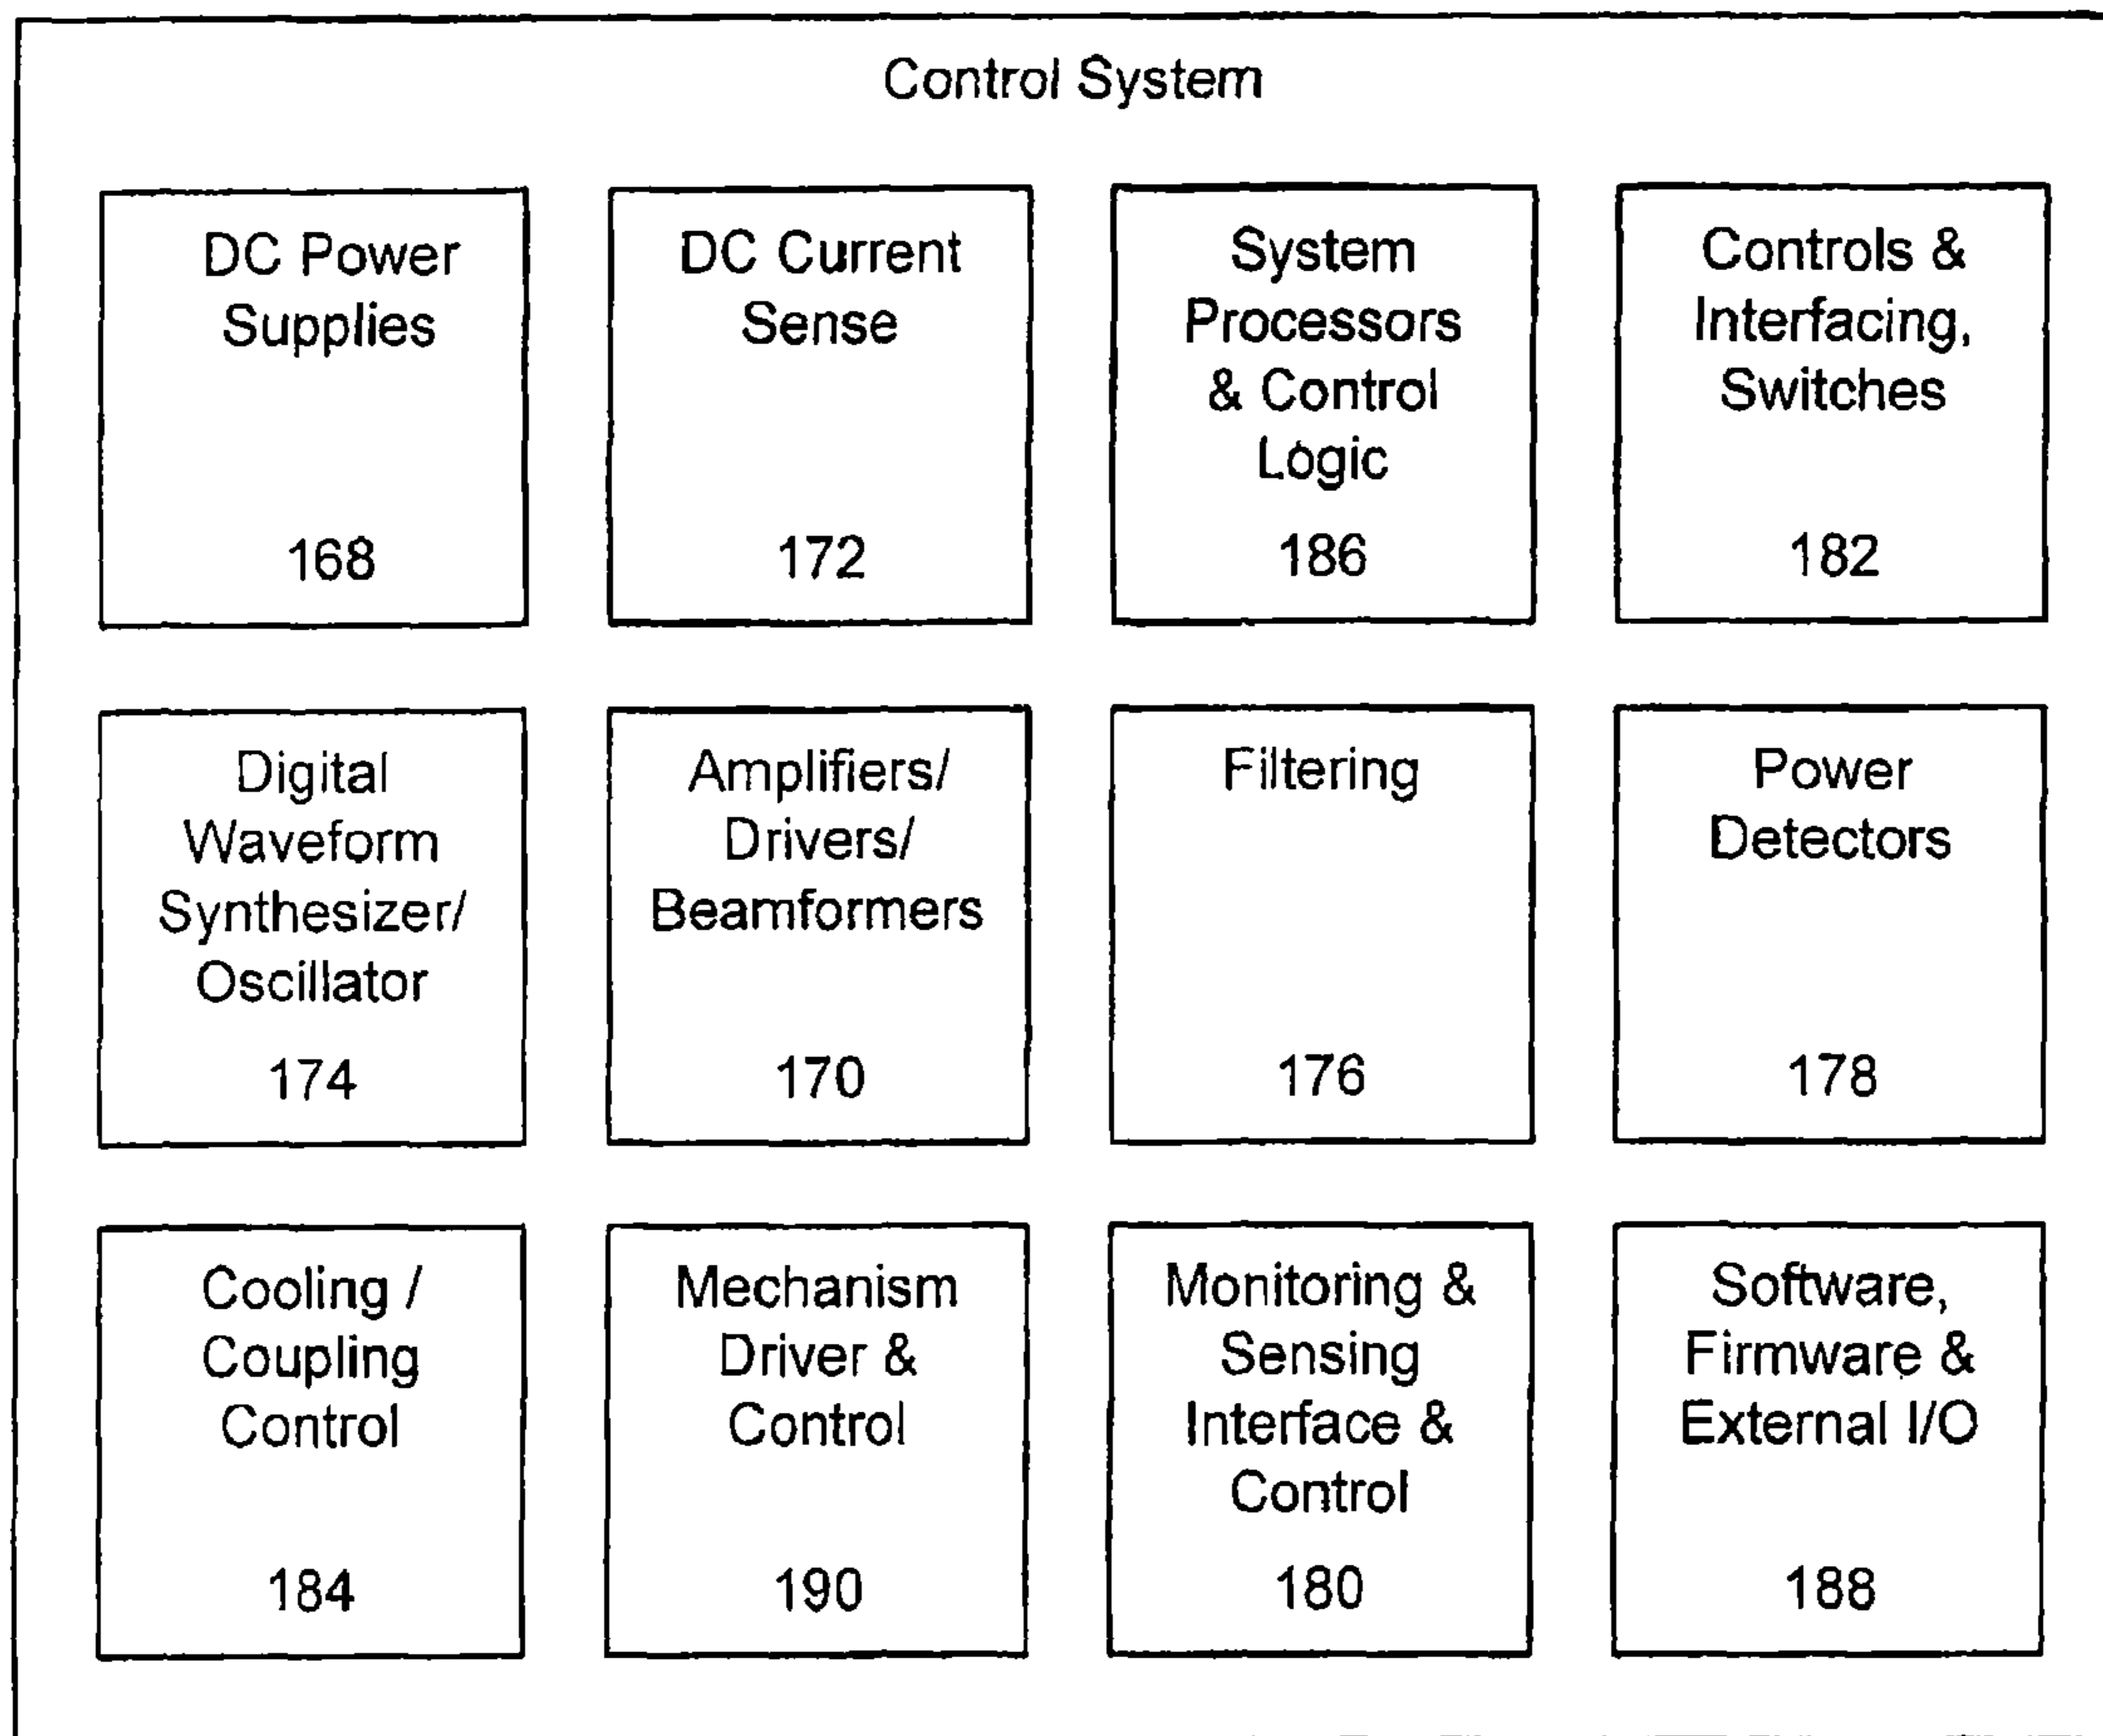 Control System
DC Power
Supplies
168
DC Current
Sense
172
System
Processors
& Control
Logic
186
Controls &
Interfacing,
Switches
182
Digital
Waveform
Synthesizer/
Oscillator
174
Amplifiers/
Drivers/
Beamformers
170
Filtering
176
Power
Detectors
178
Cooling /
Coupling
Control
184
Mechanism
Driver &
Control
190
Monitoring &
Sensing
Interface &
Control
180
Software,
Firmware &
External I/O
188